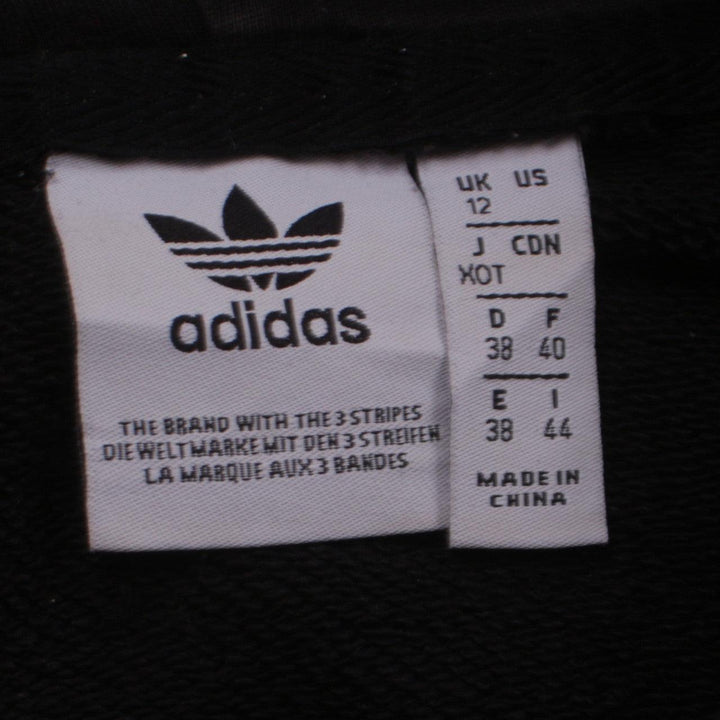 adidas
THE BRAND WITH THE 3 STRIPES
DIE WELTMARKE MIT DEN 3 STREIFEN
LA MARQUE AUX 3 BANDES
UK US
12
J CDN
XOT
D F
38 40
E I
38 44
MADE IN
CHINA